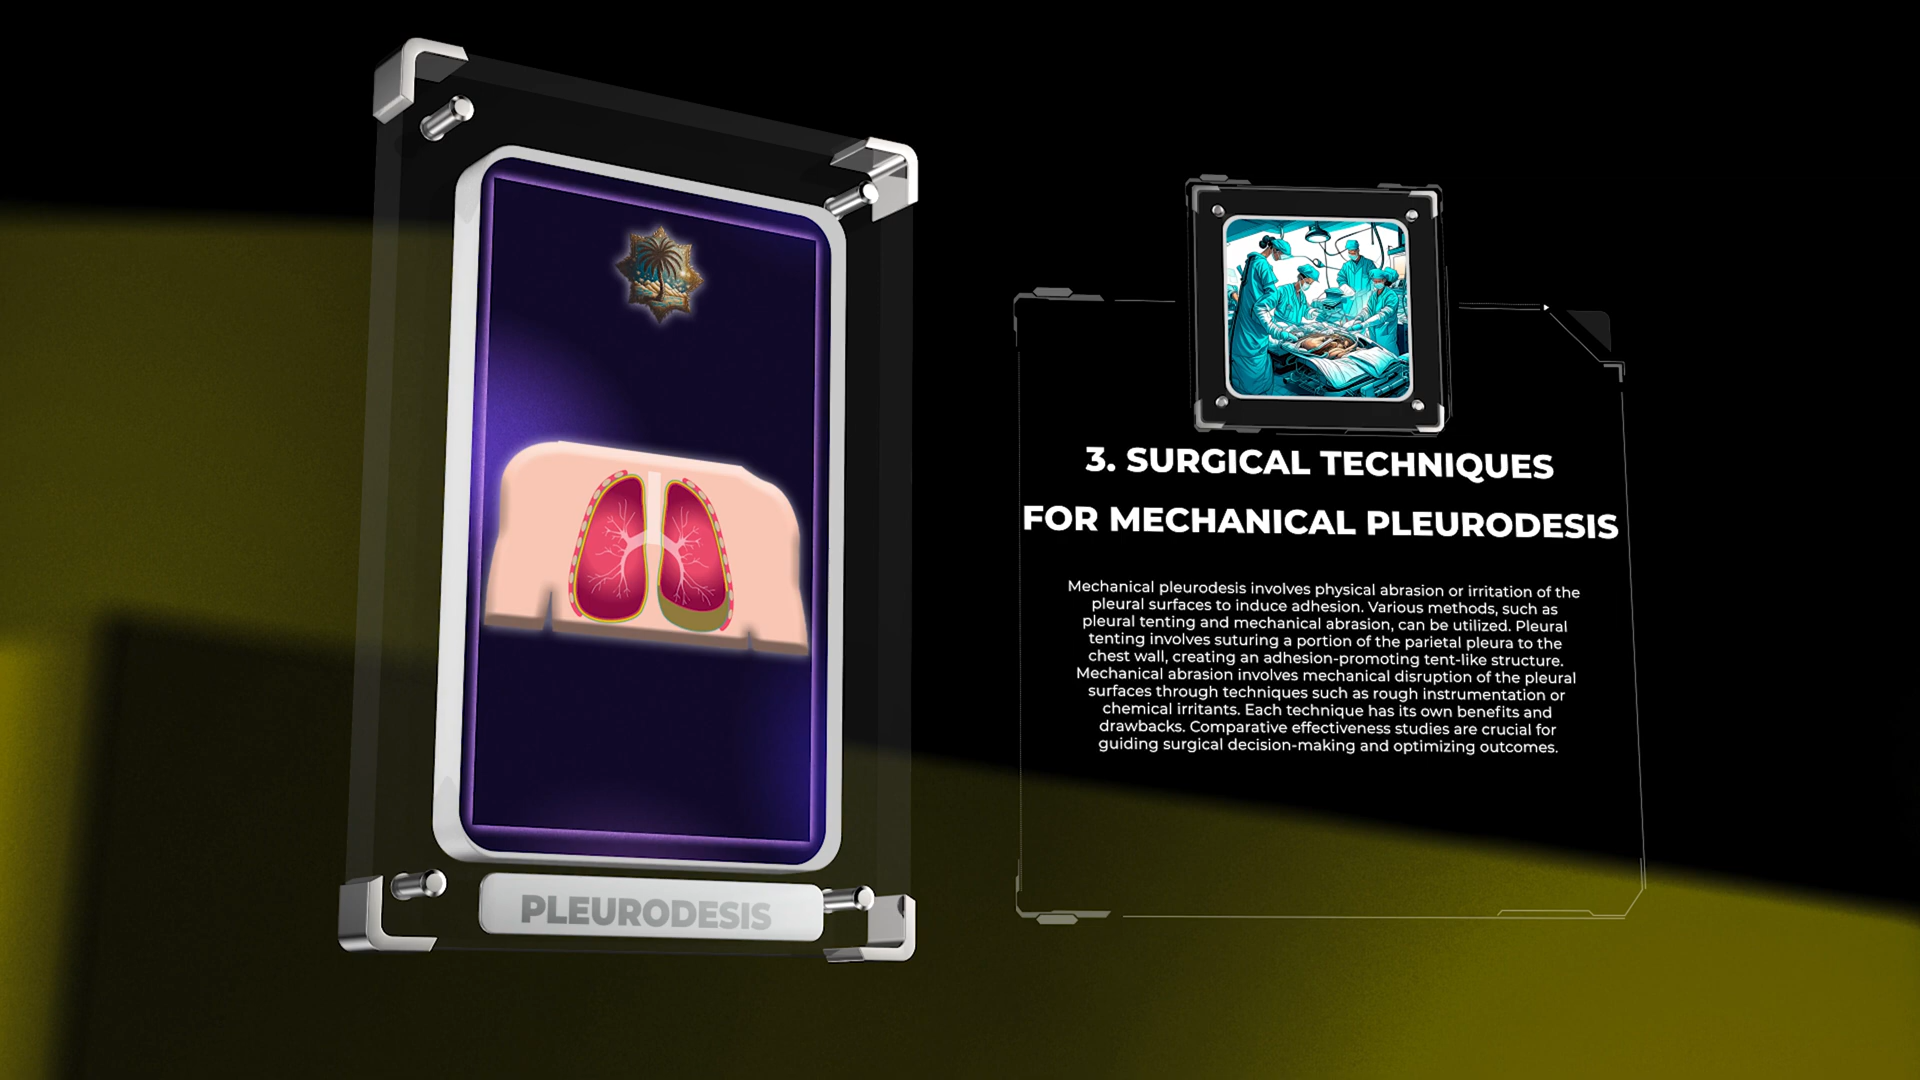 PLEURODESIS
3. SURGICAL TECHNIQUES
FOR MECHANICAL PLEURODESIS
Mechanical pleurodesis involves physical abrasion or irritation of the
pleural surfaces to induce adhesion. Various methods, such as
pleural tenting and mechanical abrasion, can be utilized. Pleural
tenting involves suturing a portion of the parietal pleura to the
chest wall, creating an adhesion-promoting tent-like structure.
Mechanical abrasion involves mechanical disruption of the pleural
surfaces through techniques such as rough instrumentation or
chemical irritants. Each technique has its own benefits and
drawbacks. Comparative effectiveness studies are crucial for
guiding surgical decision-making and optimizing outcomes.